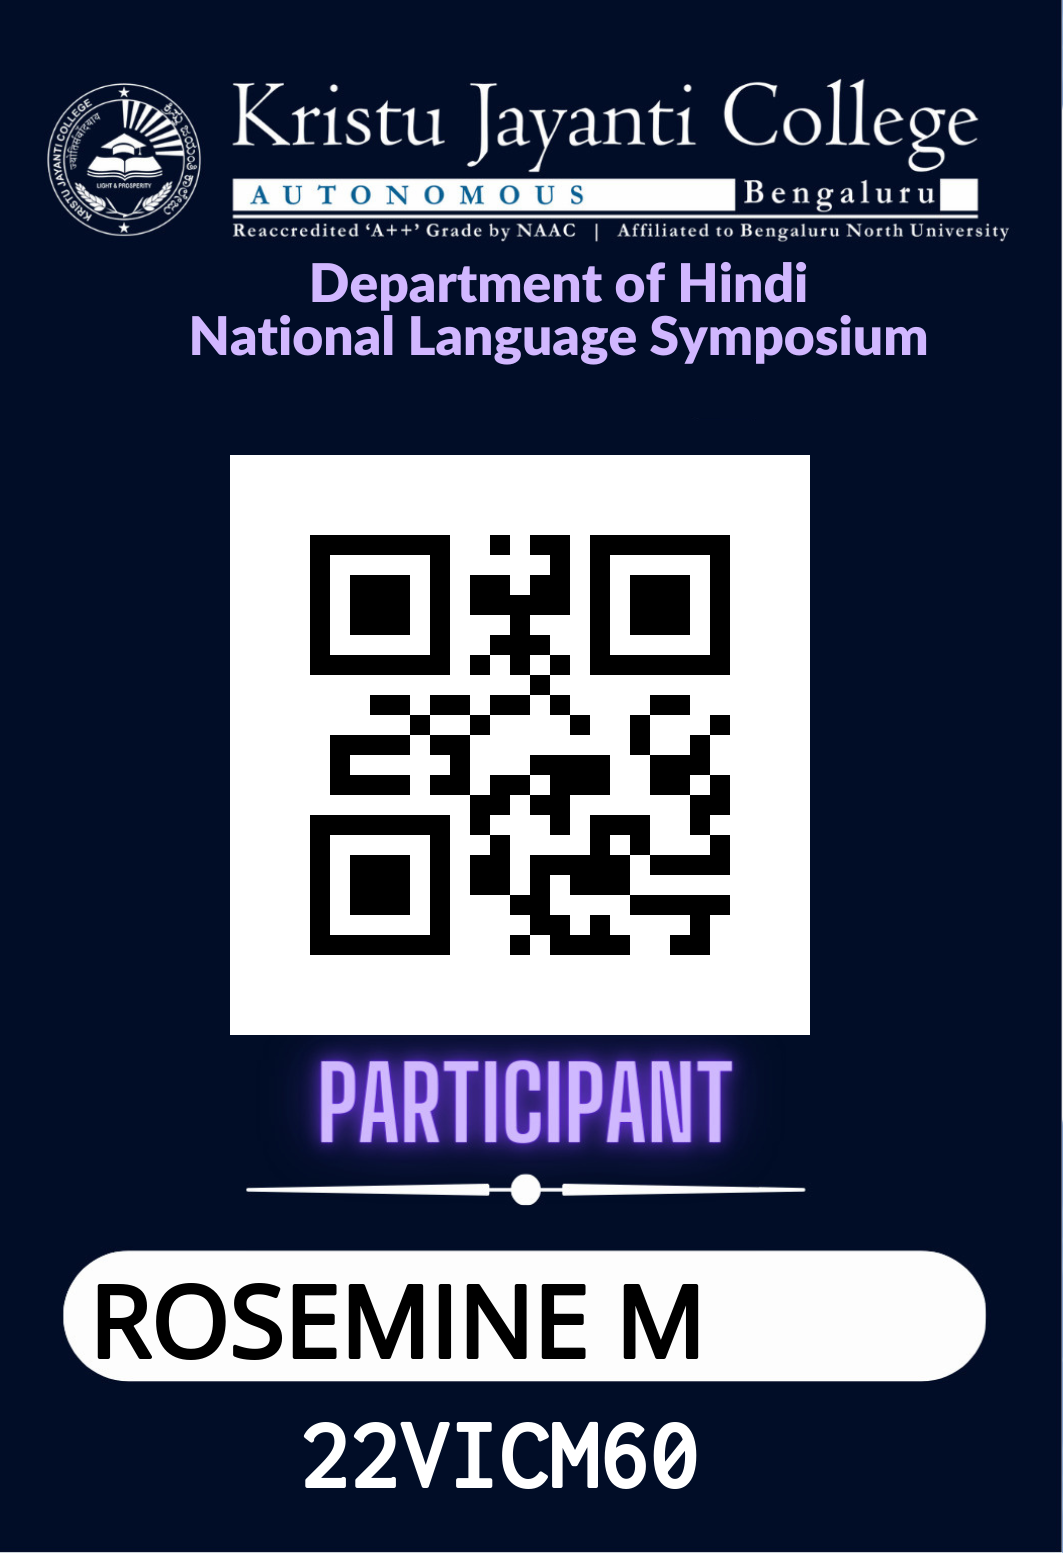 Kristu Jayanti College
AUTONOMOUS Bengaluru
Reaccredited ‘A++’ Grade by NAAC | Affiliated to Bengaluru North University
KRISTU JAYANTI COLLEGE
LIGHT & PROSPERITY
Department of Hindi
National Language Symposium
PARTICIPANT
ROSEMINE M
22VICM60